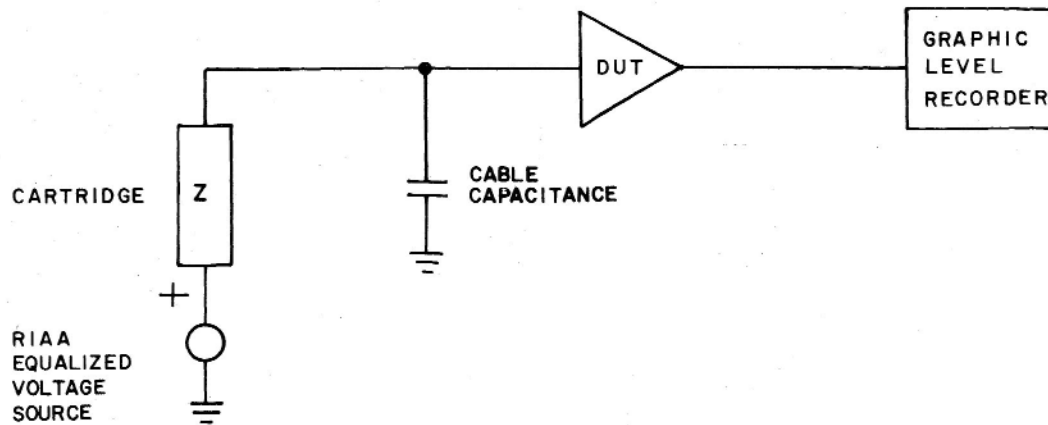 GRAPHIC
LEVEL
RECORDER
DUT
CARTRIDGE
Z
CABLE
CAPACITANCE
+
RIAA
EQUALIZED
VOLTAGE
SOURCE